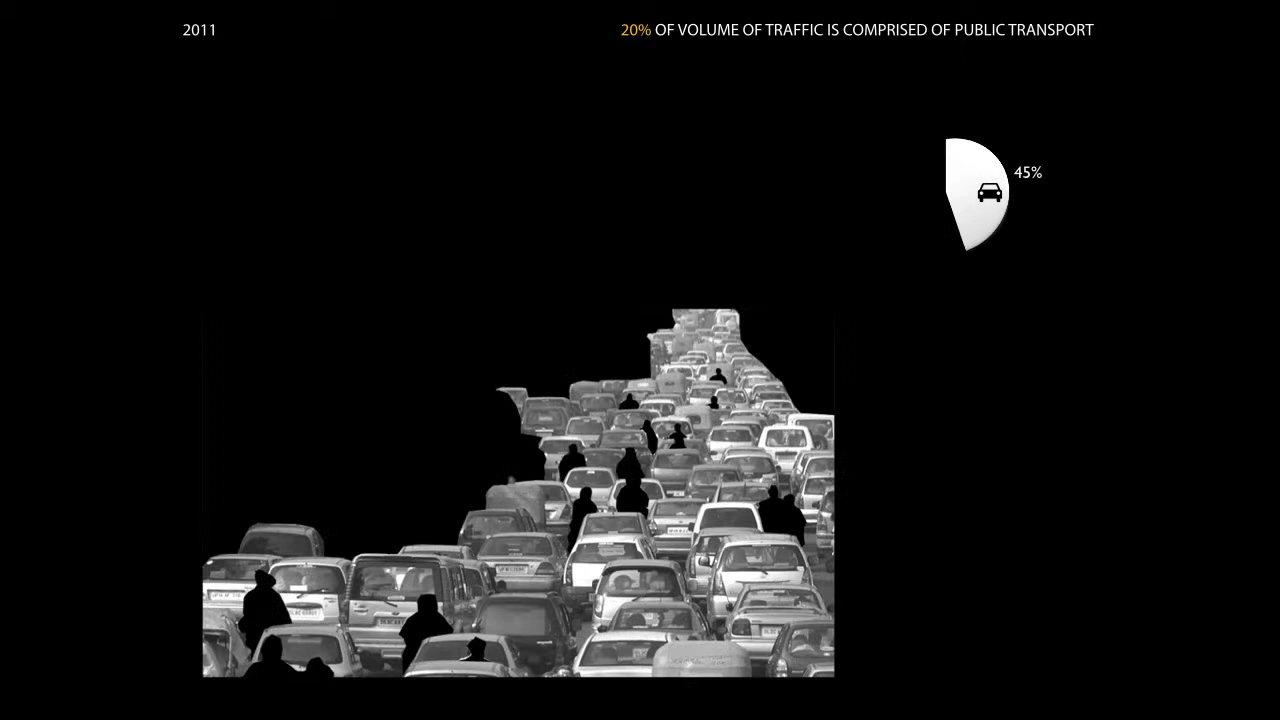 2011
20% OF VOLUME OF TRAFFIC IS COMPRISED OF PUBLIC TRANSPORT
45%